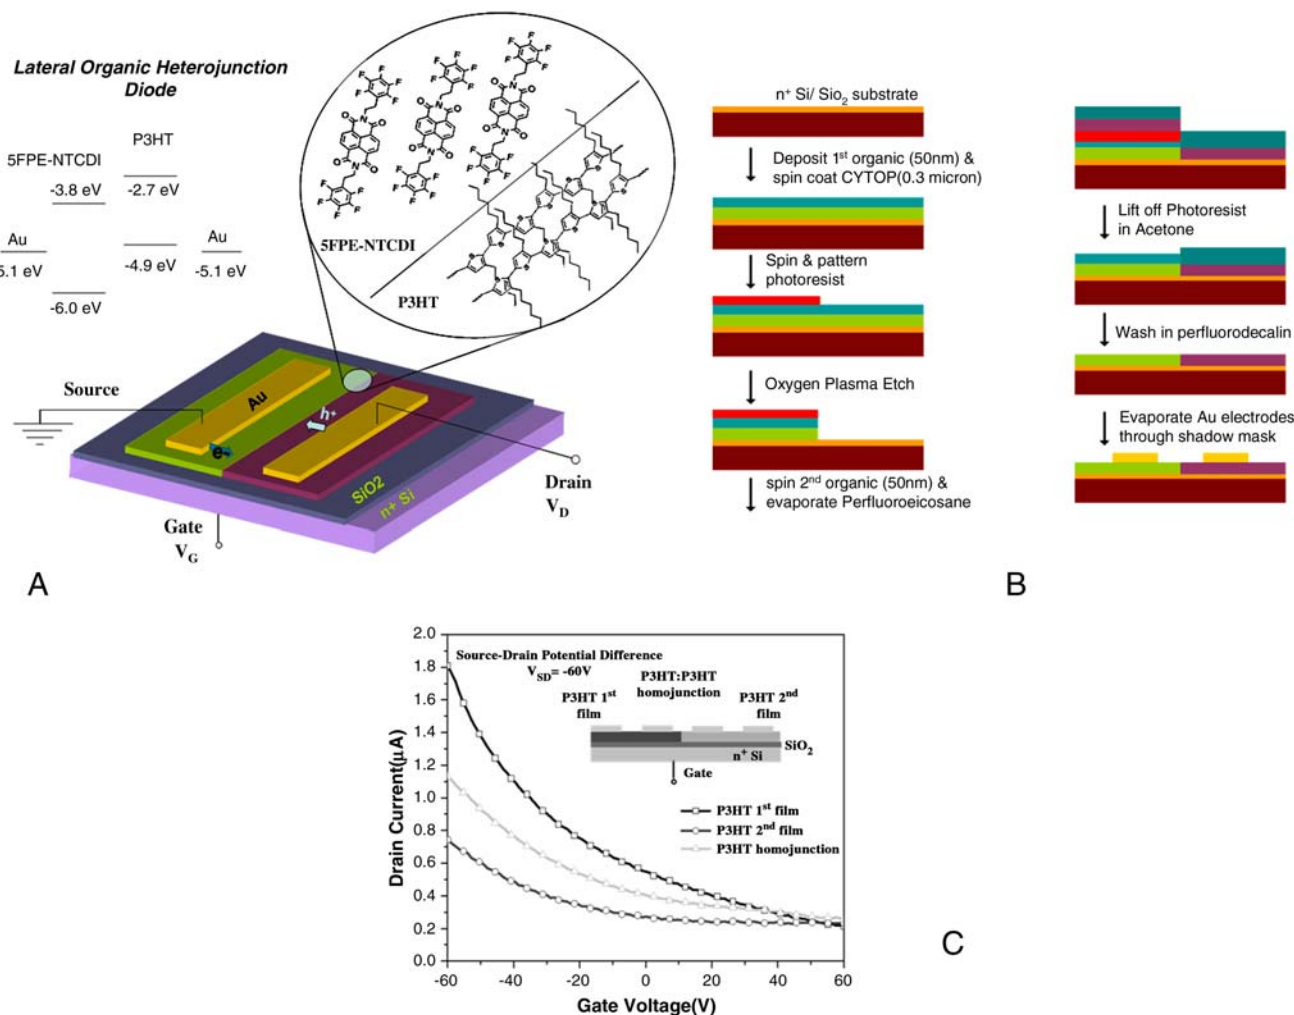 Lateral Organic Heterojunction
Diode
P3HT
5FPE-NTCDI
-3.8 eV
-2.7 eV
Au
5.1 eV
-4.9 eV
Au
-5.1 eV
-6.0 eV
5FPE-NTCDI
P3HT
Source
Au
h+
e-
SiO2
n+ Si
Drain
V_D
Gate
V_G
A
n⁺ Si/ Sio₂ substrate
Deposit 1ˢᵗ organic (50nm) &
spin coat CYTOP(0.3 micron)
Spin & pattern
photoresist
Oxygen Plasma Etch
spin 2ⁿᵈ organic (50nm) &
evaporate Perfluoroeicosane
Lift off Photoresist
in Acetone
Wash in perfluorodecalin
Evaporate Au electrodes
through shadow mask
B
Source-Drain Potential Difference
V_SD= -60V
P3HT:P3HT
homojunction
P3HT 1ˢᵗ
film
P3HT 2ⁿᵈ
film
SiO₂
n⁺ Si
Gate
P3HT 1ˢᵗ film
P3HT 2ⁿᵈ film
P3HT homojunction
Drain Current(μA)
2.0
1.8
1.6
1.4
1.2
1.0
0.8
0.6
0.4
0.2
0.0
-60 -40 -20 0 20 40 60
Gate Voltage(V)
C